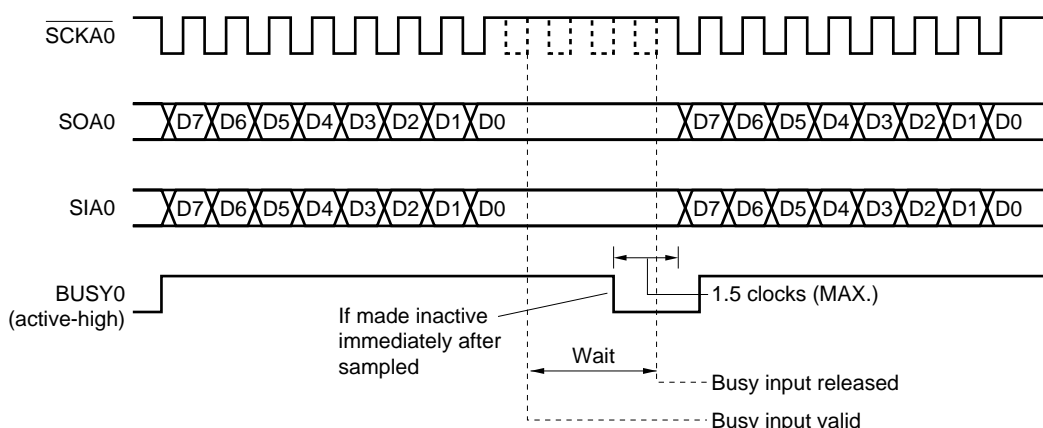 SCKA0
SOA0
D7 D6 D5 D4 D3 D2 D1 D0 D7 D6 D5 D4 D3 D2 D1 D0
SIA0
D7 D6 D5 D4 D3 D2 D1 D0 D7 D6 D5 D4 D3 D2 D1 D0
BUSY0
(active-high)
1.5 clocks (MAX.)
If made inactive
immediately after
sampled
Wait
Busy input released
Busy input valid